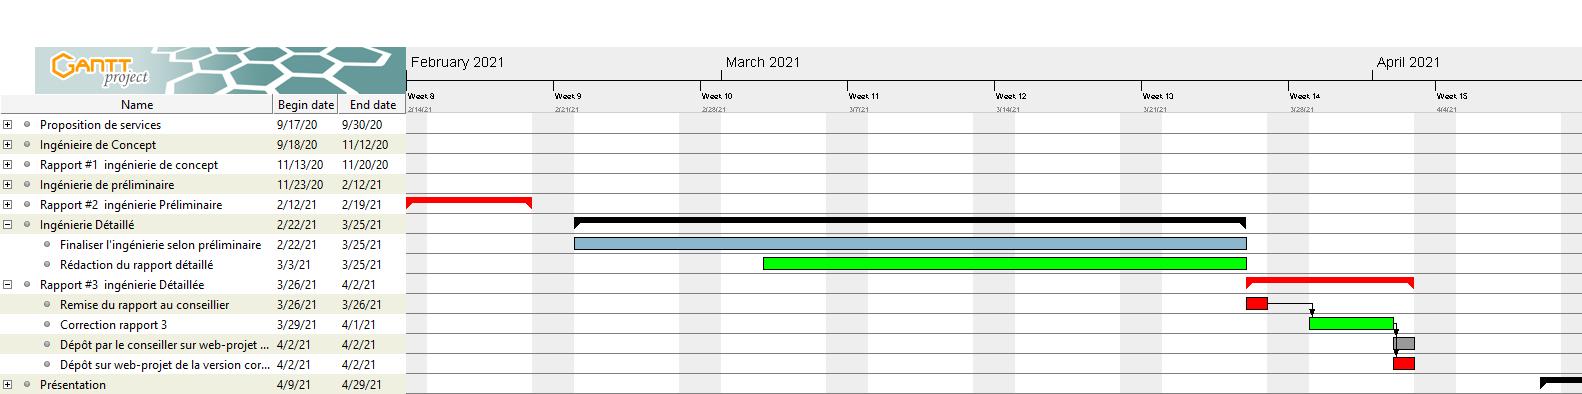 GANTT project
February 2021 March 2021 April 2021
Week 8 Week 9 Week 10 Week 11 Week 12 Week 13 Week 14 Week 15
2/14/21 2/21/21 2/28/21 3/7/21 3/14/21 3/21/21 3/28/21 4/4/21
Name Begin date End date
Proposition de services 9/17/20 9/30/20
Ingénieire de Concept 9/18/20 11/12/20
Rapport #1 ingénierie de concept 11/13/20 11/20/20
Ingénierie de préliminaire 11/23/20 2/12/21
Rapport #2 ingénierie Préliminaire 2/12/21 2/19/21
Ingénierie Détaillé 2/22/21 3/25/21
Finaliser l'ingénierie selon préliminaire 2/22/21 3/25/21
Rédaction du rapport détaillé 3/3/21 3/25/21
Rapport #3 ingénierie Détaillée 3/26/21 4/2/21
Remise du rapport au conseillier 3/26/21 3/26/21
Correction rapport 3 3/29/21 4/1/21
Dépôt par le conseiller sur web-projet ... 4/2/21 4/2/21
Dépôt sur web-projet de la version cor... 4/2/21 4/2/21
Présentation 4/9/21 4/29/21